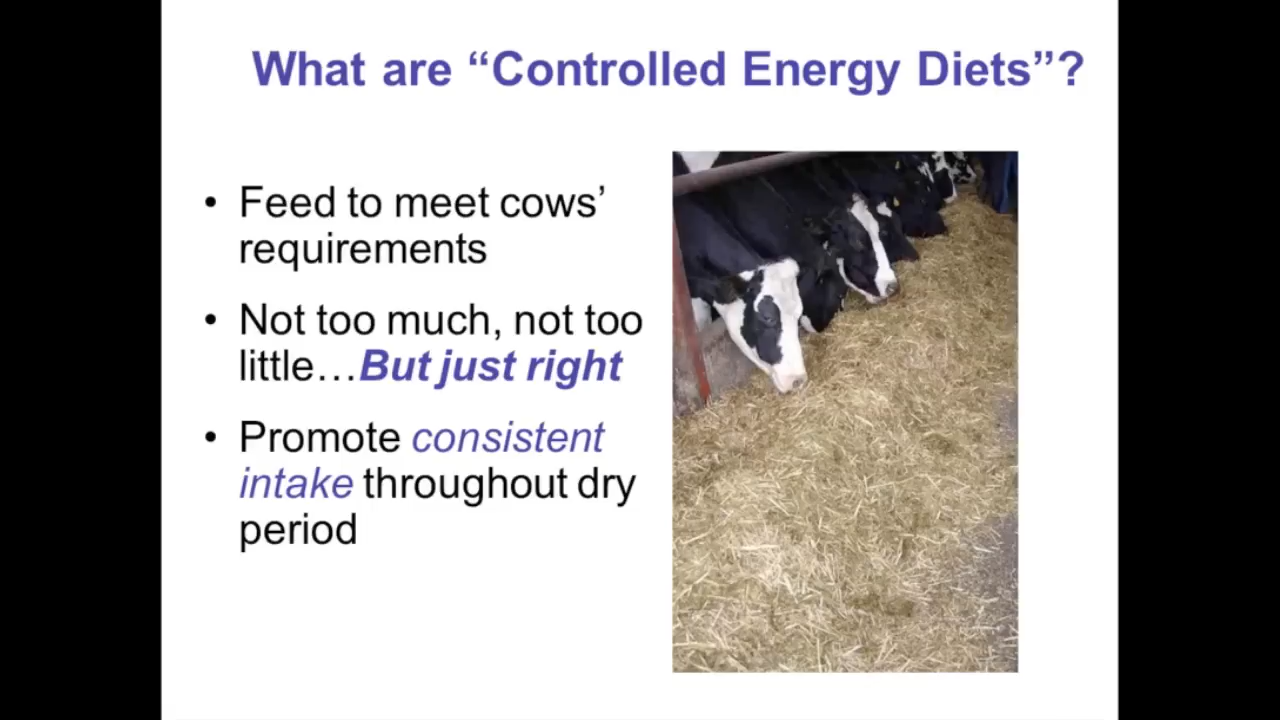 What are “Controlled Energy Diets”?
• Feed to meet cows’
requirements
• Not too much, not too
little…But just right
• Promote consistent
intake throughout dry
period